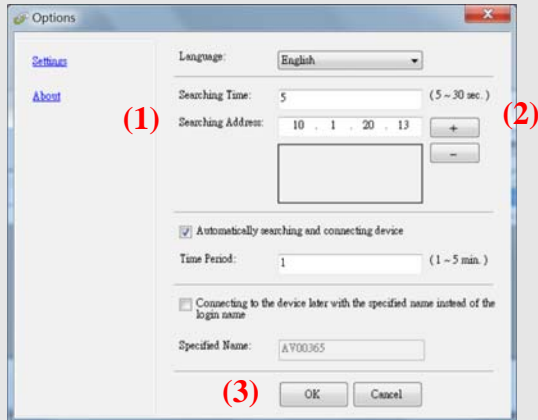 Options
Settings
About
Language: English
Searching Time: 5 (5 ~ 30 sec.)
(1) (2)
Searching Address: 10 . 1 . 20 . 13 +
−
Automatically searching and connecting device
Time Period: 1 (1 ~ 5 min.)
Connecting to the device later with the specified name instead of the
login name
Specified Name: AV00365
(3) OK Cancel